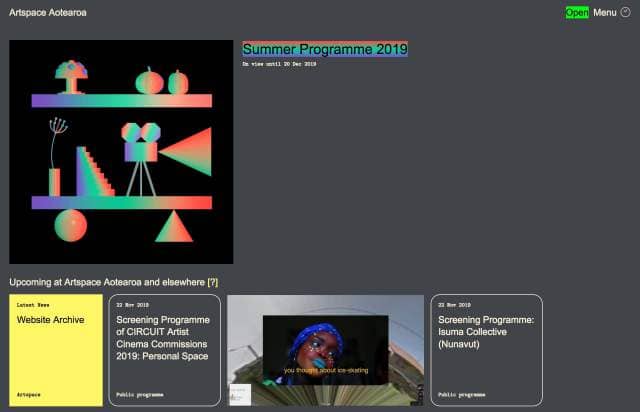 Artspace Aotearoa
Open Menu
Summer Programme 2019
On view until 20 Dec 2019
Upcoming at Artspace Aotearoa and elsewhere [?]
Latest News
Website Archive
Artspace
22 Nov 2019
Screening Programme
of CIRCUIT Artist
Cinema Commissions
2019: Personal Space
Public programme
you thought about ice-skating
22 Nov 2019
Screening Programme:
Isuma Collective
(Nunavut)
Public programme